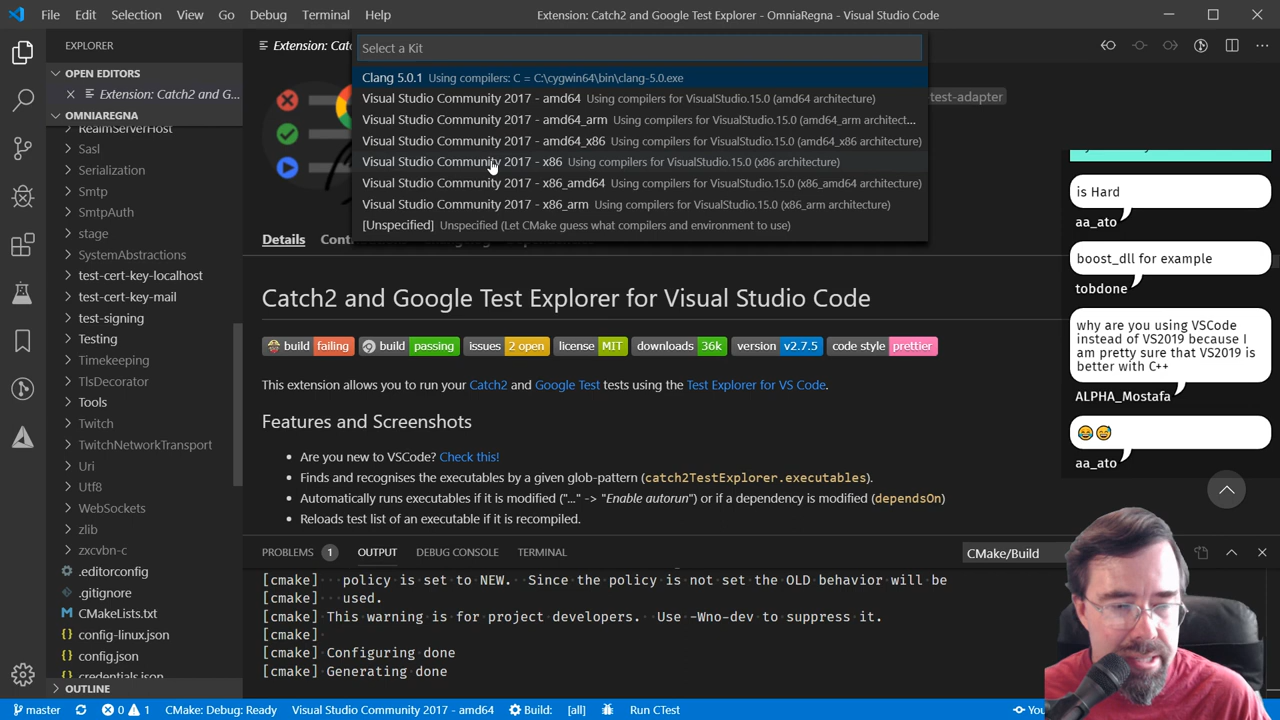 File Edit Selection View Go Debug Terminal Help
Extension: Catch2 and Google Test Explorer - OmniaRegna - Visual Studio Code
EXPLORER
OPEN EDITORS
Extension: Catch2 and G...
OMNIAREGNA
RealmServerHost
Sasl
Serialization
Smtp
SmtpAuth
stage
SystemAbstractions
test-cert-key-localhost
test-cert-key-mail
test-signing
Testing
Timekeeping
TlsDecorator
Tools
Twitch
TwitchNetworkTransport
Uri
Utf8
WebSockets
zlib
zxcvbn-c
.editorconfig
.gitignore
CMakeLists.txt
config-linux.json
config.json
credentials.json
OUTLINE
Extension: Cat
Select a Kit
Clang 5.0.1 Using compilers: C = C:\cygwin64\bin\clang-5.0.exe
Visual Studio Community 2017 - amd64 Using compilers for VisualStudio.15.0 (amd64 architecture)
Visual Studio Community 2017 - amd64_arm Using compilers for VisualStudio.15.0 (amd64_arm architect...
Visual Studio Community 2017 - amd64_x86 Using compilers for VisualStudio.15.0 (amd64_x86 architecture)
Visual Studio Community 2017 - x86 Using compilers for VisualStudio.15.0 (x86 architecture)
Visual Studio Community 2017 - x86_amd64 Using compilers for VisualStudio.15.0 (x86_amd64 architecture)
Visual Studio Community 2017 - x86_arm Using compilers for VisualStudio.15.0 (x86_arm architecture)
[Unspecified] Unspecified (Let CMake guess what compilers and environment to use)
-test-adapter
Details
Catch2 and Google Test Explorer for Visual Studio Code
build failing build passing issues 2 open license MIT downloads 36k version v2.7.5 code style prettier
This extension allows you to run your Catch2 and Google Test tests using the Test Explorer for VS Code.
Features and Screenshots
Are you new to VSCode? Check this!
Finds and recognises the executables by a given glob-pattern (catch2TestExplorer.executables).
Automatically runs executables if it is modified ("..." -> "Enable autorun") or if a dependency is modified (dependsOn)
Reloads test list of an executable if it is recompiled.
PROBLEMS 1 OUTPUT DEBUG CONSOLE TERMINAL CMake/Build
[cmake]···policy is set to NEW.··Since the policy is not set the OLD behavior will be
[cmake]···used.
[cmake]·This warning is for project developers.··Use -Wno-dev to suppress it.
[cmake]·
[cmake]·Configuring done
[cmake]·Generating done
is Hard
aa_ato
boost_dll for example
tobdone
why are you using VSCode
instead of VS2019 because I
am pretty sure that VS2019 is
better with C++
ALPHA_Mostafa
😂😅
aa_ato
master 0 1 CMake: Debug: Ready Visual Studio Community 2017 - amd64 Build: [all] Run CTest